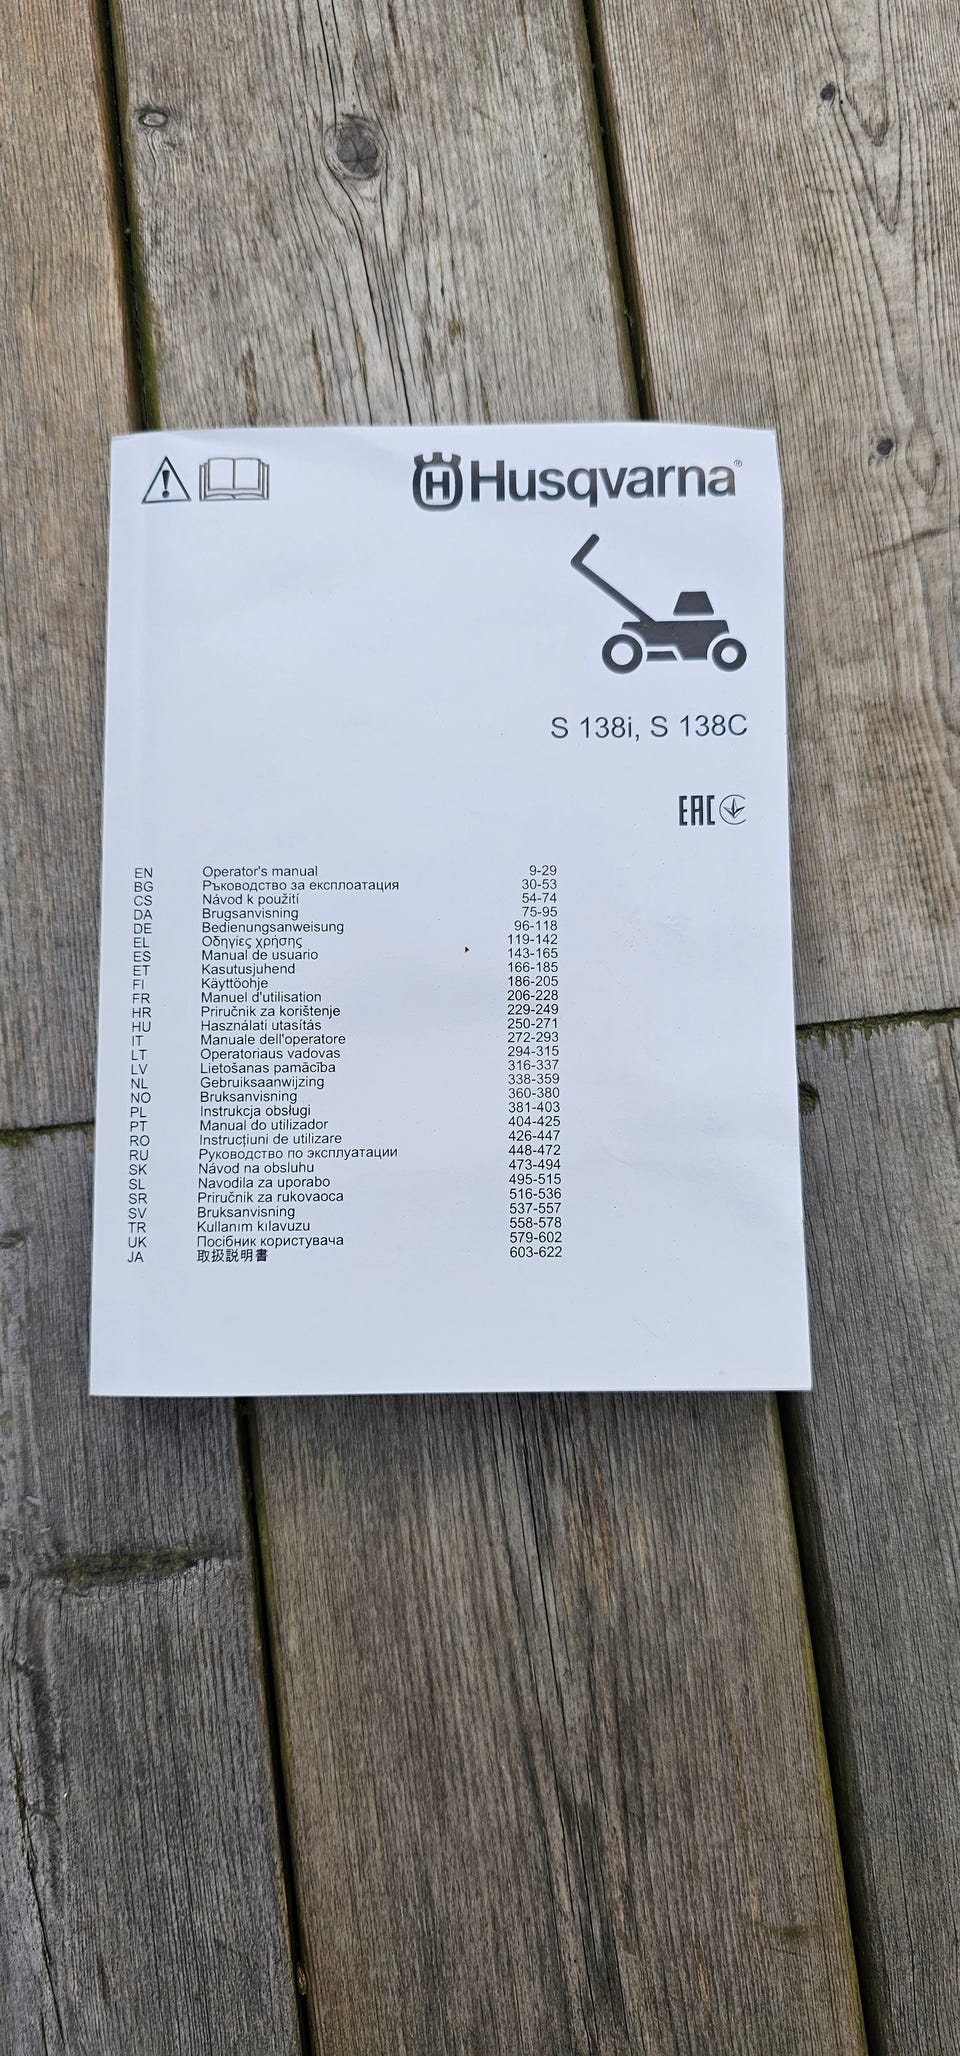 Husqvarna®
S 138i, S 138C
EAC
EN Operator's manual 9-29
BG Ръководство за експлоатация 30-53
CS Návod k použití 54-74
DA Brugsanvisning 75-95
DE Bedienungsanweisung 96-118
EL Οδηγίες χρήσης 119-142
ES Manual de usuario 143-165
ET Kasutusjuhend 166-185
FI Käyttöohje 186-205
FR Manuel d'utilisation 206-228
HR Priručnik za korištenje 229-249
HU Használati utasítás 250-271
IT Manuale dell'operatore 272-293
LT Operatoriaus vadovas 294-315
LV Lietošanas pamācība 316-337
NL Gebruiksaanwijzing 338-359
NO Bruksanvisning 360-380
PL Instrukcja obsługi 381-403
PT Manual do utilizador 404-425
RO Instrucțiuni de utilizare 426-447
RU Руководство по эксплуатации 448-472
SK Návod na obsluhu 473-494
SL Navodila za uporabo 495-515
SR Priručnik za rukovaoca 516-536
SV Bruksanvisning 537-557
TR Kullanım kılavuzu 558-578
UK Посібник користувача 579-602
JA 取扱説明書 603-622